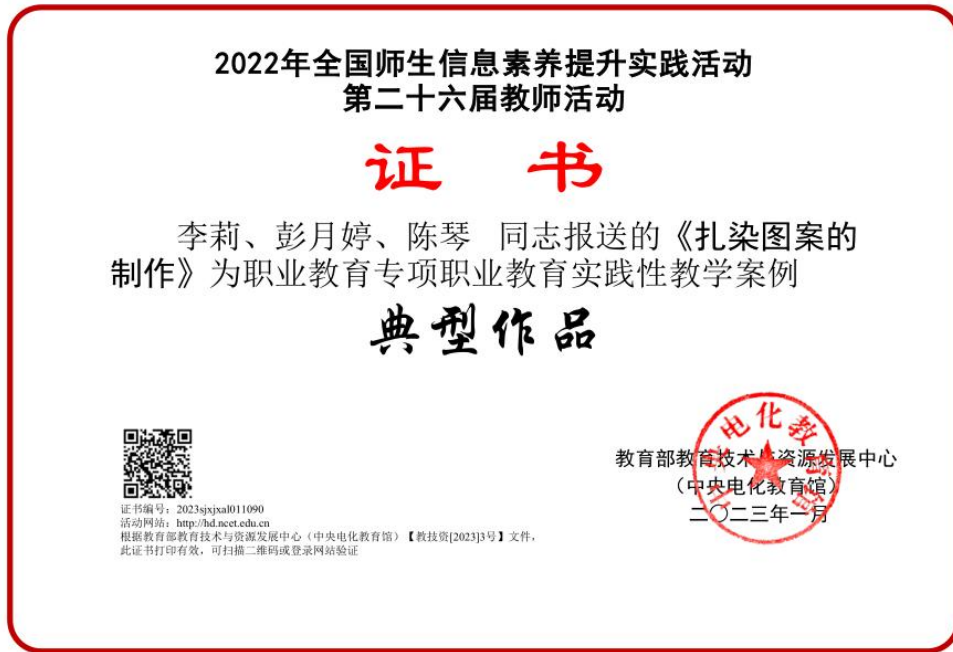 2022年全国师生信息素养提升实践活动
第二十六届教师活动
证 书
李莉、彭月婷、陈琴 同志报送的《扎染图案的
制作》为职业教育专项职业教育实践性教学案例
典型作品
中央电化教育馆
教育部教育技术与资源发展中心
（中央电化教育馆）
二〇二三年一月
证书编号：2023sjxjxal011090
活动网站：http://hd.ncet.edu.cn
根据教育部教育技术与资源发展中心（中央电化教育馆）【教技资[2023]3号】文件，
此证书打印有效，可扫描二维码或登录网站验证